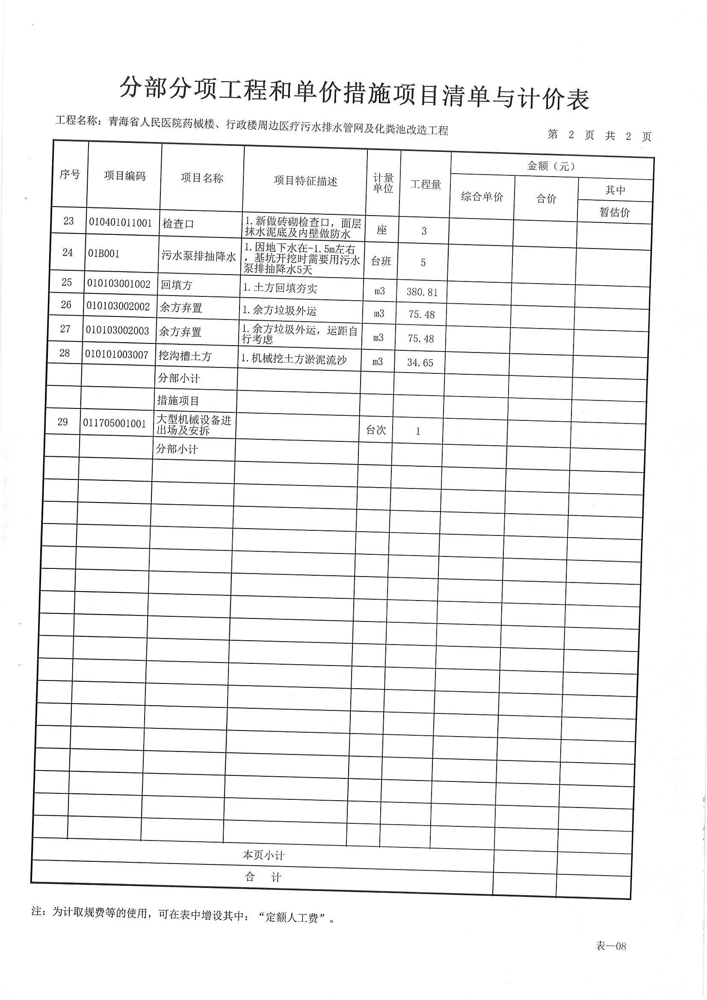 分部分项工程和单价措施项目清单与计价表
工程名称：青海省人民医院药械楼、行政楼周边医疗污水排水管网及化粪池改造工程
第 2 页 共 2 页
序号 项目编码 项目名称 项目特征描述 计量 工程量 金额（元）
单位
综合单价 合价 其中
暂估价
23 010401011001 检查口 1.新做砖砌检查口，面层 座 3
抹水泥底及内壁做防水
24 01B001 污水泵排抽降水 1.因地下水在-1.5m左右 台班 5
，基坑开挖时需要用污水
泵排抽降水5天
25 010103001002 回填方 1.土方回填夯实 m3 380.81
26 010103002002 余方弃置 1.余方垃圾外运 m3 75.48
27 010103002003 余方弃置 1.余方垃圾外运，运距自 m3 75.48
行考虑
28 010101003007 挖沟槽土方 1.机械挖土方淤泥流沙 m3 34.65
分部小计
措施项目
29 011705001001 大型机械设备进 台次 1
出场及安拆
分部小计
本页小计
合 计
注：为计取规费等的使用，可在表中增设其中：“定额人工费”。
表—08